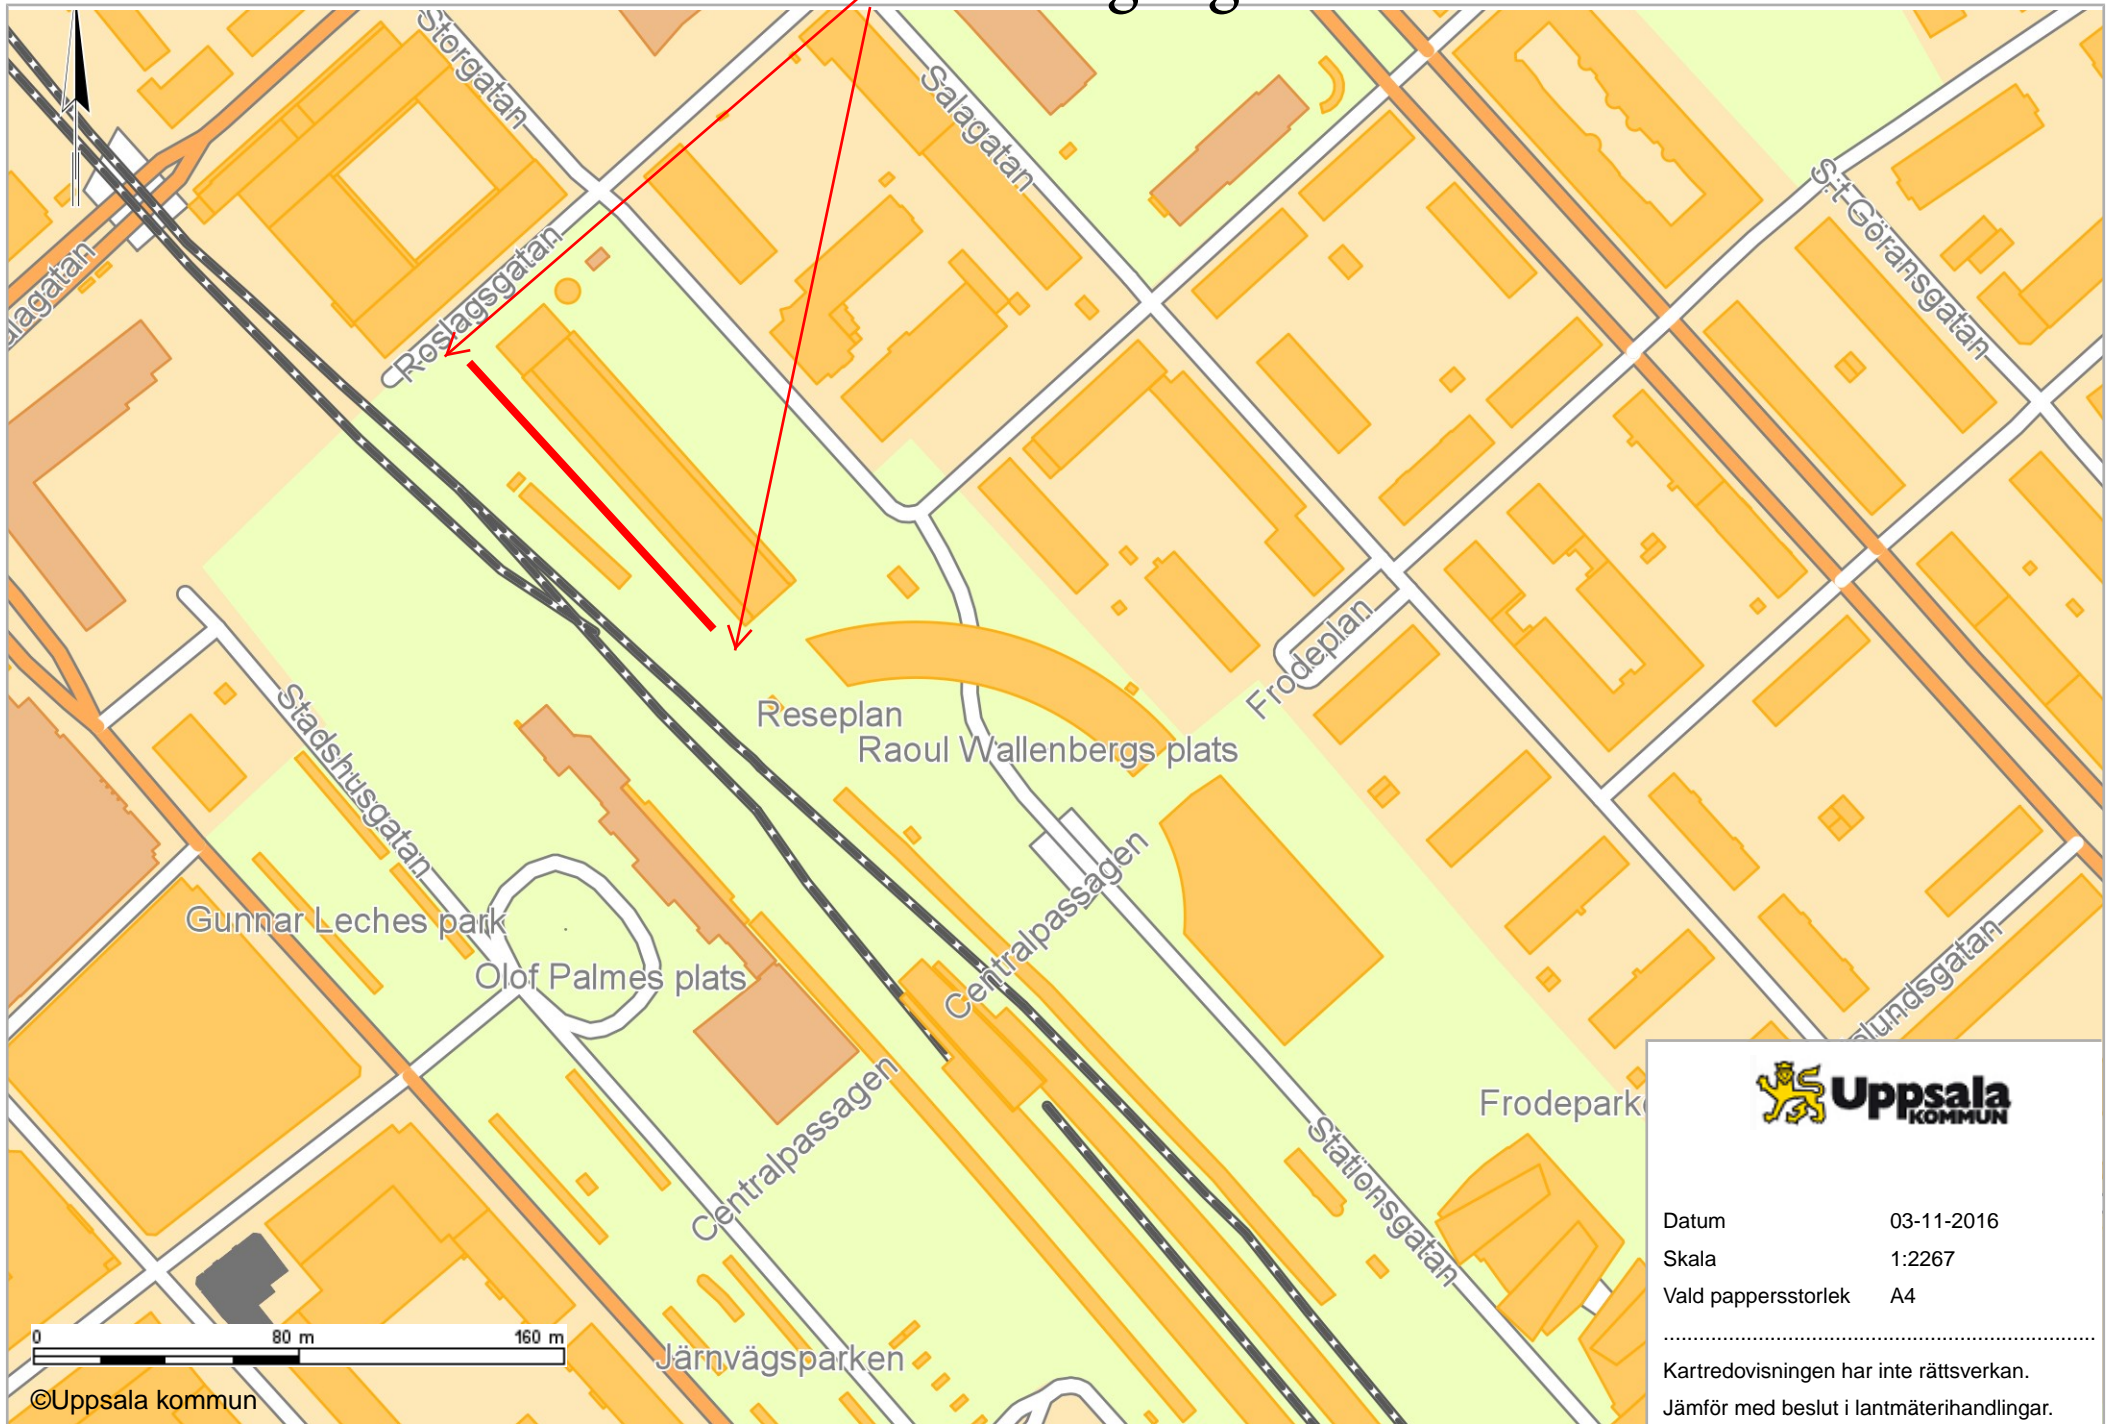 Storgatan
Salagatan
S:t Göransgatan
Roslagsgatan
Frodeplan
Reseplan
Raoul Wallenbergs plats
Stadshusgatan
Centralpassagen
Gunnar Leches park
Olof Palmes plats
Centralpassagen
Stationsgatan
Järnvägsparken
0 80 m 160 m
©Uppsala kommun
Uppsala
KOMMUN
Datum 03-11-2016
Skala 1:2267
Vald pappersstorlek A4
Kartredovisningen har inte rättsverkan.
Jämför med beslut i lantmäterihandlingar.